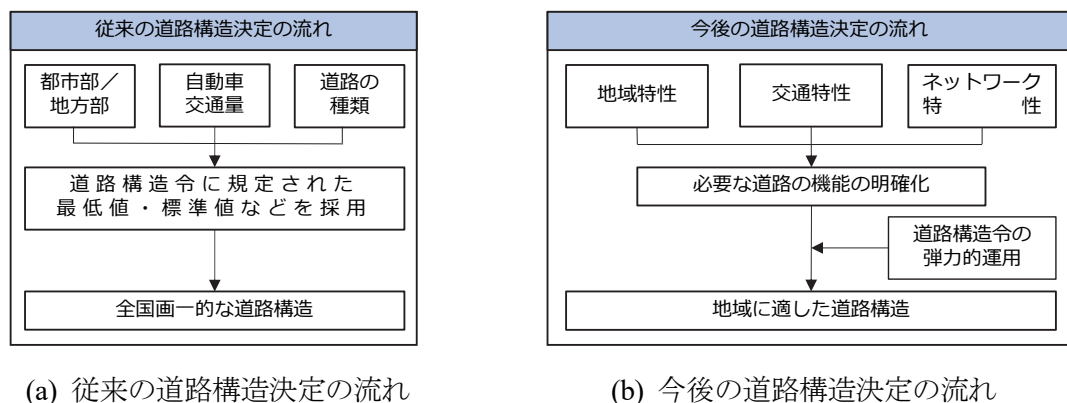 従来の道路構造決定の流れ
都市部／
地方部
自動車
交通量
道路の
種類
道路構造令に規定された
最低値・標準値などを採用
全国画一的な道路構造
(a) 従来の道路構造決定の流れ
今後の道路構造決定の流れ
地域特性
交通特性
ネットワーク
特性
必要な道路の機能の明確化
道路構造令の
弾力的運用
地域に適した道路構造
(b) 今後の道路構造決定の流れ